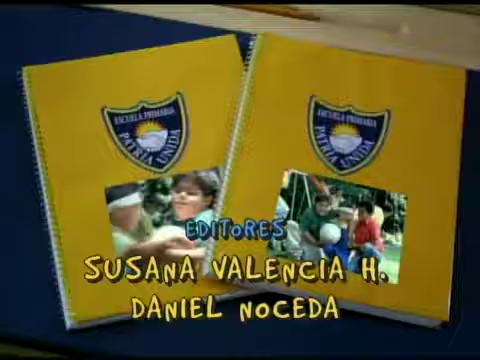 ESCUELA PRIMARIA
PATRIA UNIDA
ESCUELA PRIMARIA
PATRIA UNIDA
EDITORES
SUSANA VALENCIA H.
DANIEL NOCEDA